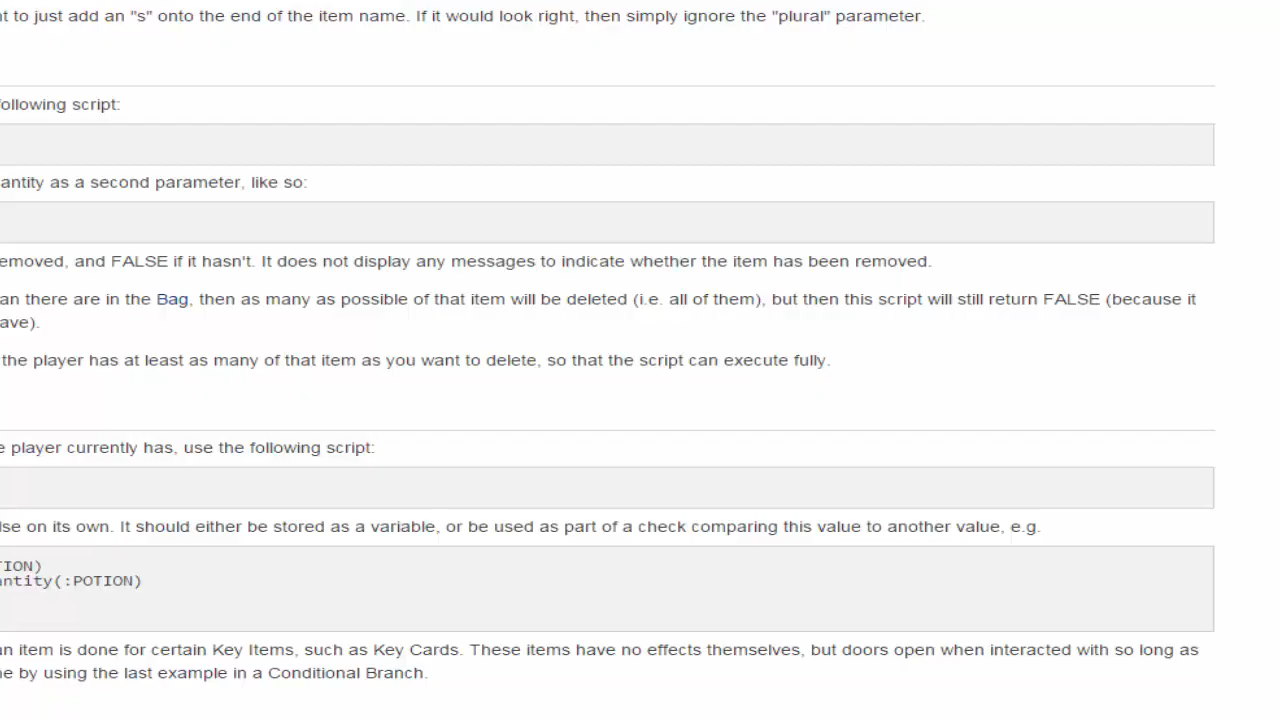 to just add an "s" onto the end of the item name. If it would look right, then simply ignore the "plural" parameter.
following script:
antity as a second parameter, like so:
emoved, and FALSE if it hasn't. It does not display any messages to indicate whether the item has been removed.
an there are in the Bag, then as many as possible of that item will be deleted (i.e. all of them), but then this script will still return FALSE (because it
ave).
the player has at least as many of that item as you want to delete, so that the script can execute fully.
e player currently has, use the following script:
lse on its own. It should either be stored as a variable, or be used as part of a check comparing this value to another value, e.g.
TION)
antity(:POTION)
an item is done for certain Key Items, such as Key Cards. These items have no effects themselves, but doors open when interacted with so long as
e by using the last example in a Conditional Branch.